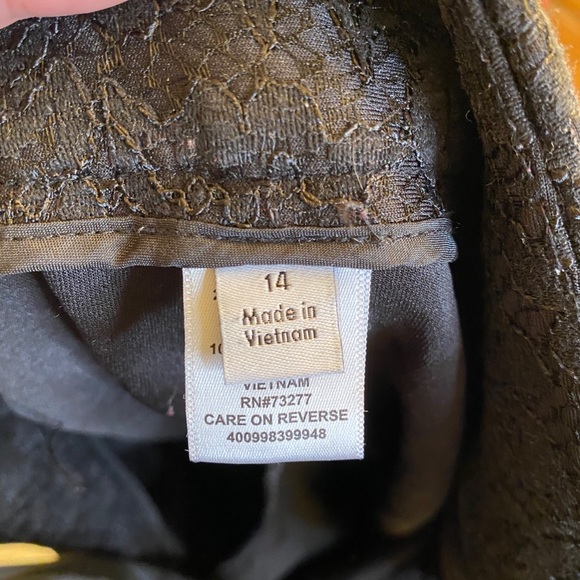 14
Made in
Vietnam
VIETNAM
RN#73277
CARE ON REVERSE
400998399948